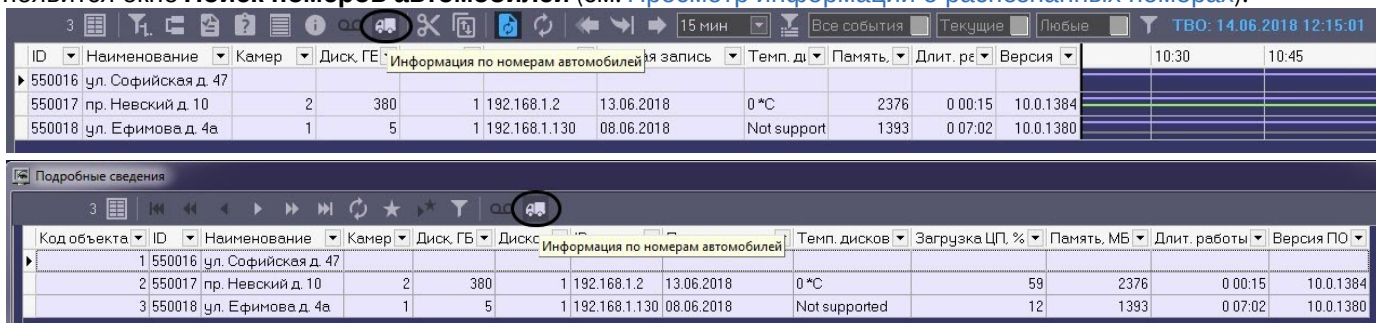 появится окно Поиск номеров автомобилей (см. Просмотр информации о распознанных номерах).
3 15 мин Все события Текущие Любые ТВО: 14.06.2018 12:15:01
ID Наименование Камер Диск, ГЕ я запись Темп. ди Память, Длит. ра Версия 10:30 10:45
Информация по номерам автомобилей
550016 ул. Софийская д. 47
550017 пр. Невский д. 10 2 380 1 192.168.1.2 13.06.2018 0 *C 2376 0 00:15 10.0.1384
550018 ул. Ефимова д. 4а 1 5 1 192.168.1.130 08.06.2018 Not support 1393 0 07:02 10.0.1380
Подробные сведения
3
Код объекта ID Наименование Камер Диск, ГБ Диско Темп. дисков Загрузка ЦП, % Память, МБ Длит. работы Версия ПО
Информация по номерам автомобилей
1 550016 ул. Софийская д. 47
2 550017 пр. Невский д. 10 2 380 1 192.168.1.2 13.06.2018 0 *C 59 2376 0 00:15 10.0.1384
3 550018 ул. Ефимова д. 4а 1 5 1 192.168.1.130 08.06.2018 Not supported 12 1393 0 07:02 10.0.1380